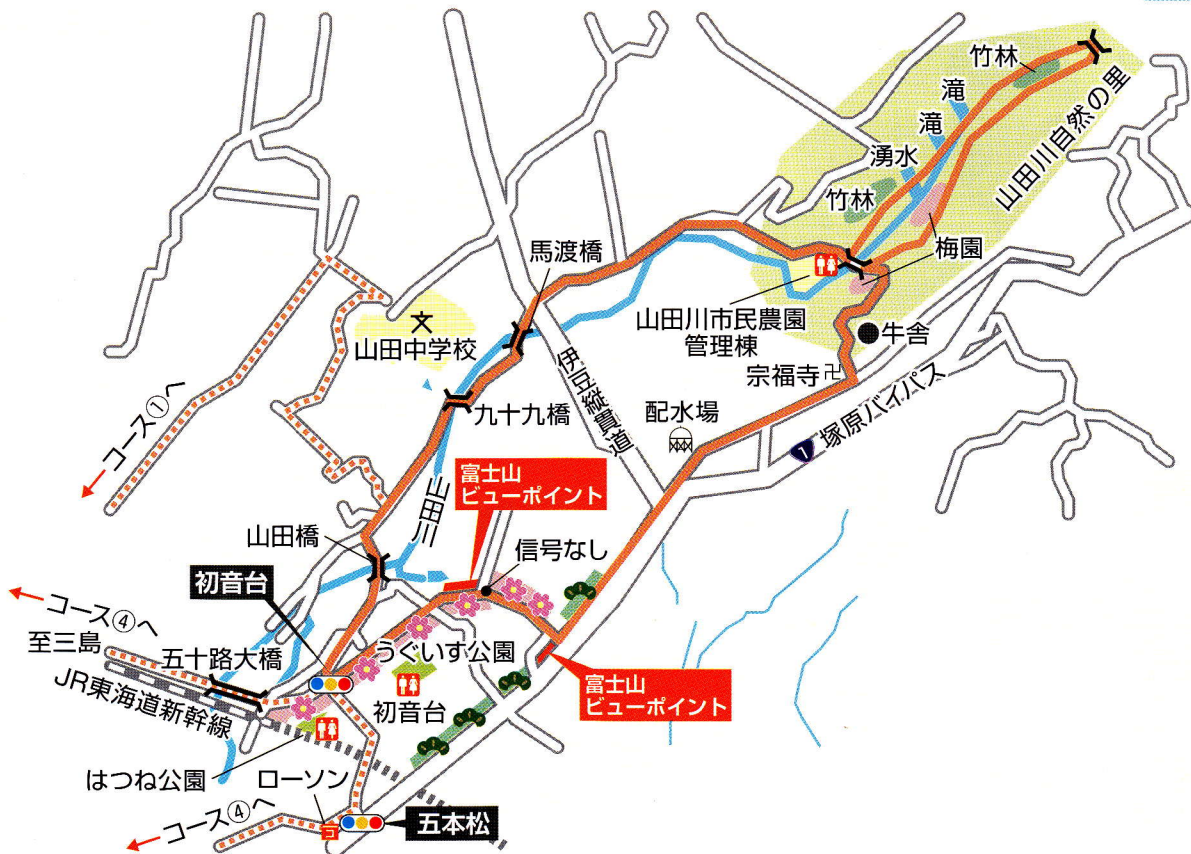 竹林
滝
滝
湧水
竹林
山田川自然の里
梅園
馬渡橋
山田川市民農園
管理棟
牛舎
宗福寺卍
文
山田中学校
伊豆縦貫道
九十九橋
配水場
1
塚原バイパス
コース①へ
富士山
ビューポイント
山田川
山田橋
信号なし
初音台
コース④へ
至三島
五十路大橋
うぐいす公園
JR東海道新幹線
初音台
富士山
ビューポイント
はつね公園
ローソン
コース④へ
五本松